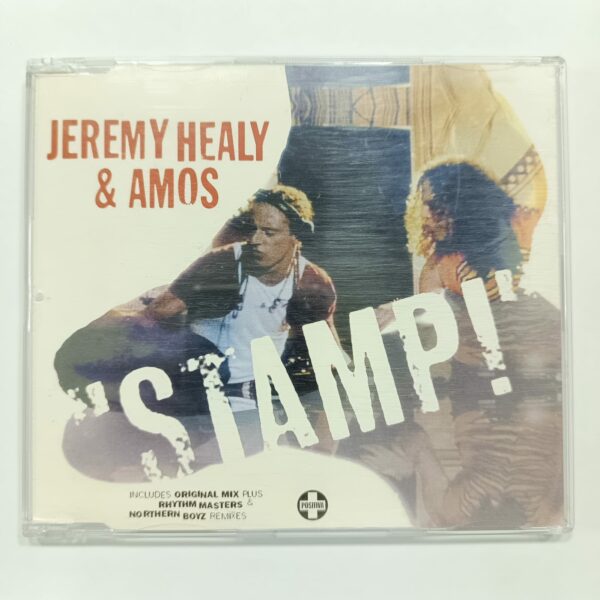 JEREMY HEALY
& AMOS
"STAMP!"
INCLUDES ORIGINAL MIX PLUS
RHYTHM MASTERS &
NORTHERN BOYZ REMIXES
POSITIVA